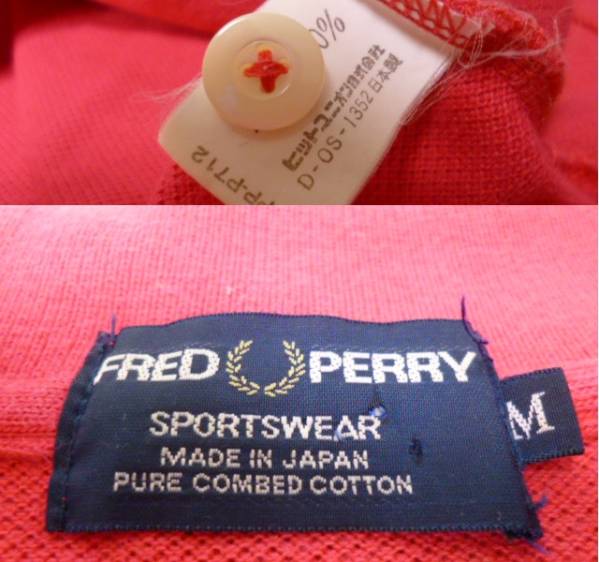 0%
ヒットユニオン株式会社
D-OS-1352 日本製
P-PT12
FRED PERRY
SPORTSWEAR
MADE IN JAPAN
PURE COMBED COTTON
M